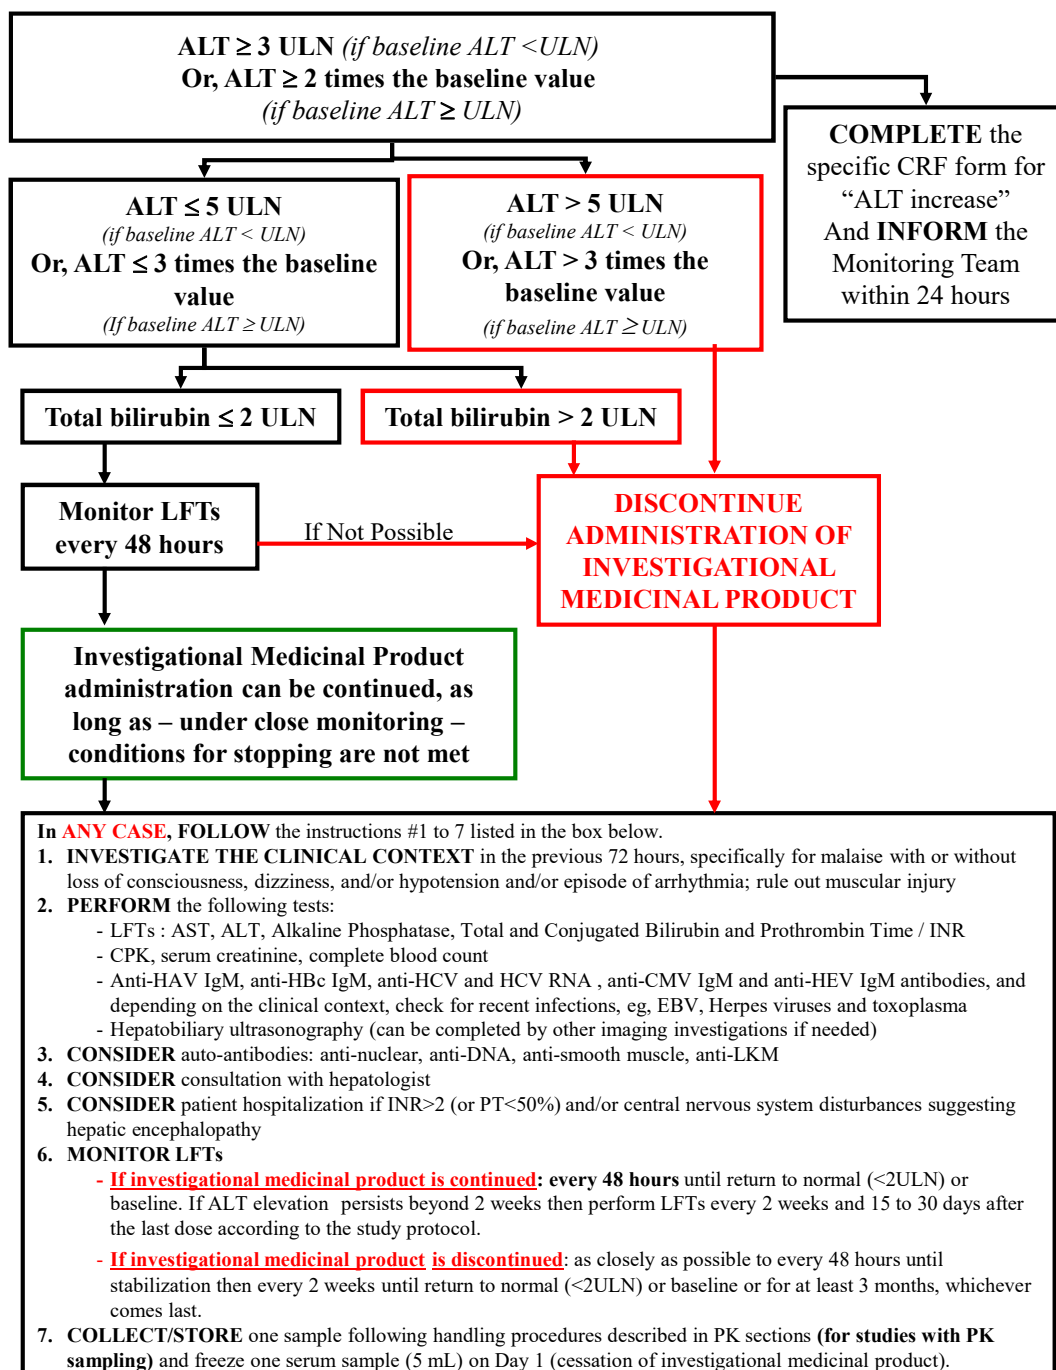 ALT ≥ 3 ULN (if baseline ALT <ULN)
Or, ALT ≥ 2 times the baseline value
(if baseline ALT ≥ ULN)
COMPLETE the
specific CRF form for
“ALT increase”
And INFORM the
Monitoring Team
within 24 hours
ALT ≤ 5 ULN
(if baseline ALT < ULN)
Or, ALT ≤ 3 times the baseline
value
(If baseline ALT ≥ ULN)
ALT > 5 ULN
(if baseline ALT < ULN)
Or, ALT > 3 times the
baseline value
(if baseline ALT ≥ULN)
Total bilirubin ≤ 2 ULN
Total bilirubin > 2 ULN
Monitor LFTs
every 48 hours
If Not Possible
DISCONTINUE
ADMINISTRATION OF
INVESTIGATIONAL
MEDICINAL PRODUCT
Investigational Medicinal Product
administration can be continued, as
long as – under close monitoring –
conditions for stopping are not met
In ANY CASE, FOLLOW the instructions #1 to 7 listed in the box below.
1. INVESTIGATE THE CLINICAL CONTEXT in the previous 72 hours, specifically for malaise with or without
loss of consciousness, dizziness, and/or hypotension and/or episode of arrhythmia; rule out muscular injury
2. PERFORM the following tests:
- LFTs : AST, ALT, Alkaline Phosphatase, Total and Conjugated Bilirubin and Prothrombin Time / INR
- CPK, serum creatinine, complete blood count
- Anti-HAV IgM, anti-HBc IgM, anti-HCV and HCV RNA , anti-CMV IgM and anti-HEV IgM antibodies, and
depending on the clinical context, check for recent infections, eg, EBV, Herpes viruses and toxoplasma
- Hepatobiliary ultrasonography (can be completed by other imaging investigations if needed)
3. CONSIDER auto-antibodies: anti-nuclear, anti-DNA, anti-smooth muscle, anti-LKM
4. CONSIDER consultation with hepatologist
5. CONSIDER patient hospitalization if INR>2 (or PT<50%) and/or central nervous system disturbances suggesting
hepatic encephalopathy
6. MONITOR LFTs
- If investigational medicinal product is continued: every 48 hours until return to normal (<2ULN) or
baseline. If ALT elevation persists beyond 2 weeks then perform LFTs every 2 weeks and 15 to 30 days after
the last dose according to the study protocol.
- If investigational medicinal product is discontinued: as closely as possible to every 48 hours until
stabilization then every 2 weeks until return to normal (<2ULN) or baseline or for at least 3 months, whichever
comes last.
7. COLLECT/STORE one sample following handling procedures described in PK sections (for studies with PK
sampling) and freeze one serum sample (5 mL) on Day 1 (cessation of investigational medicinal product).